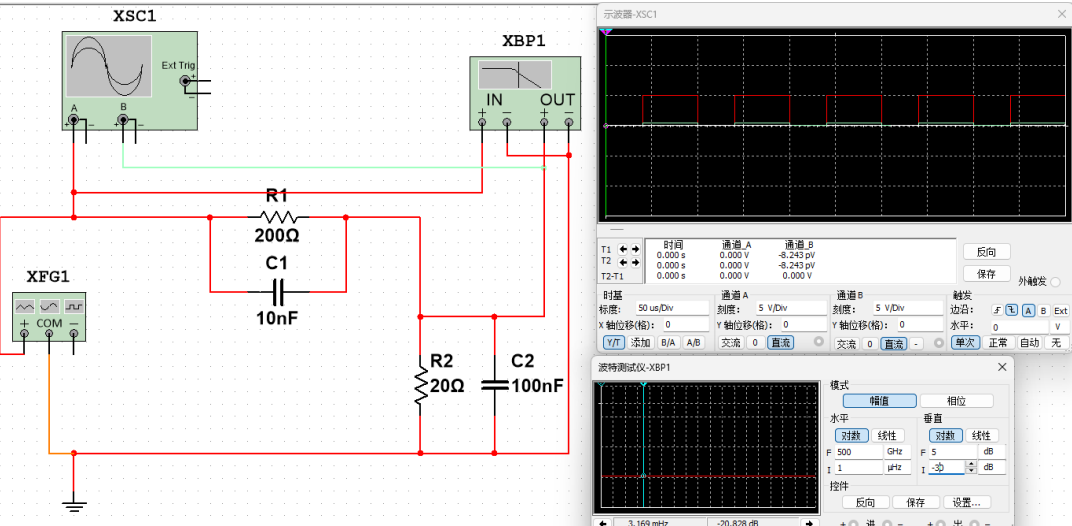 XSC1
Ext Trig
A
B
XBP1
IN OUT
R1
200Ω
C1
10nF
XFG1
COM
R2
20Ω
C2
100nF
示波器-XSC1
时间 通道_A 通道_B
T1 0.000 s 0.000 V -8.243 pV
T2 0.000 s 0.000 V -8.243 pV
T2-T1 0.000 s 0.000 V 0.000 V
反向
保存
外触发
时基 通道A 通道B 触发
标度: 50 us/Div 刻度: 5 V/Div 刻度: 5 V/Div 边沿: A B Ext
X 轴位移(格): 0 Y 轴位移(格): 0 Y 轴位移(格): 0 水平: 0 V
Y/T 添加 B/A A/B 交流 0 直流 交流 0 直流 - 单次 正常 自动 无
波特测试仪-XBP1
模式
幅值 相位
水平 垂直
对数 线性 对数 线性
F 500 GHz F 5 dB
I 1 μHz I -30 dB
控件
反向 保存 设置...
3.169 mHz -20.828 dB + 进 - + 出 -